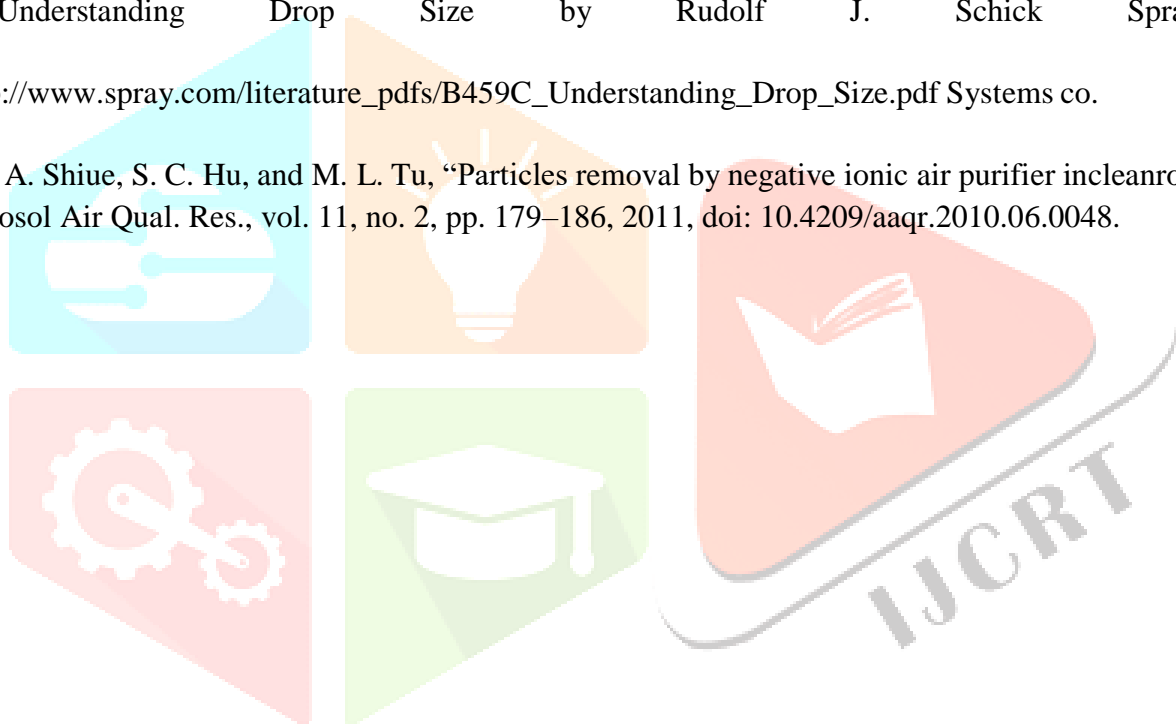 Understanding Drop Size by Rudolf J. Schick Spra
://www.spray.com/literature_pdfs/B459C_Understanding_Drop_Size.pdf Systems co.
A. Shiue, S. C. Hu, and M. L. Tu, “Particles removal by negative ionic air purifier incleanro
osol Air Qual. Res., vol. 11, no. 2, pp. 179–186, 2011, doi: 10.4209/aaqr.2010.06.0048.
IJCRT